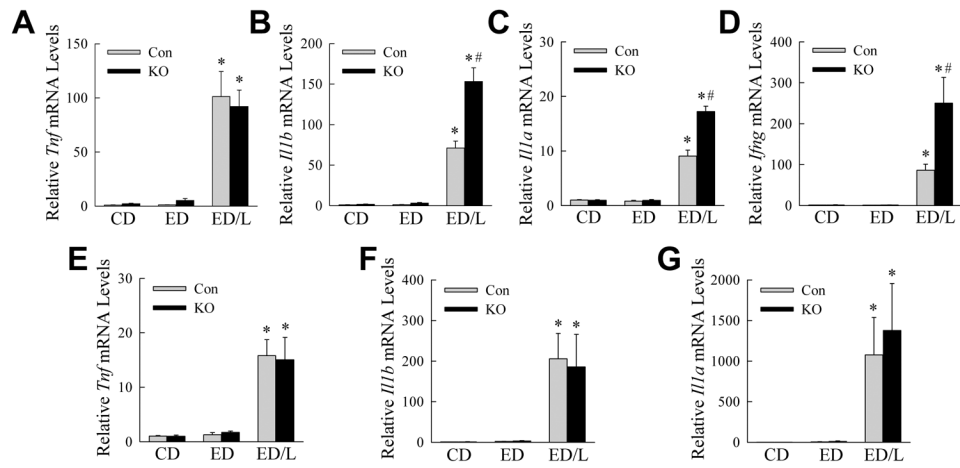 A
Relative Tnf mRNA Levels
150
100
50
0
Con
KO
* *
CD ED ED/L
B
Relative Il1b mRNA Levels
200
150
100
50
0
Con
KO
* *#
CD ED ED/L
C
Relative Il1a mRNA Levels
30
20
10
0
Con
KO
* *#
CD ED ED/L
D
Relative Ifng mRNA Levels
400
300
200
100
0
Con
KO
* *#
CD ED ED/L
E
Relative Tnf mRNA Levels
30
20
10
0
Con
KO
* *
CD ED ED/L
F
Relative Il1b mRNA Levels
400
300
200
100
0
Con
KO
* *
CD ED ED/L
G
Relative Il1a mRNA Levels
2000
1500
1000
500
0
Con
KO
* *
CD ED ED/L